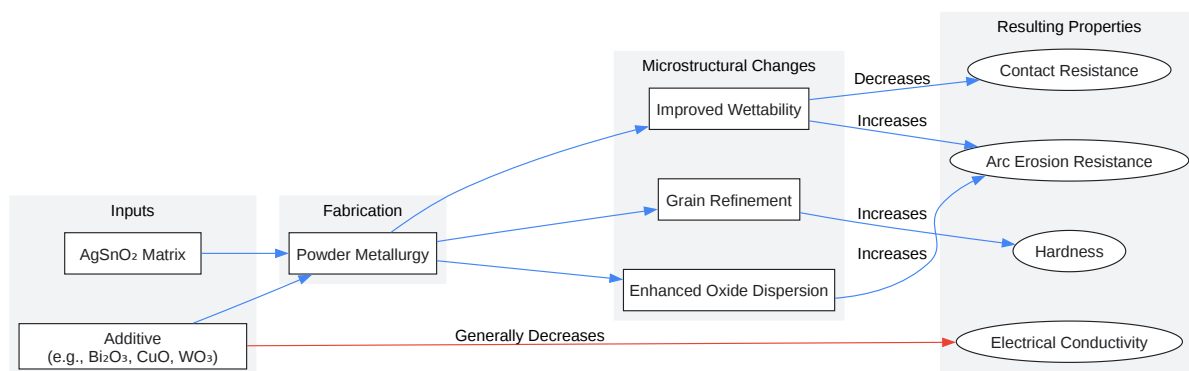 Inputs
AgSnO₂ Matrix
Additive
(e.g., Bi₂O₃, CuO, WO₃)
Fabrication
Powder Metallurgy
Microstructural Changes
Improved Wettability
Grain Refinement
Enhanced Oxide Dispersion
Decreases
Increases
Increases
Increases
Generally Decreases
Resulting Properties
Contact Resistance
Arc Erosion Resistance
Hardness
Electrical Conductivity